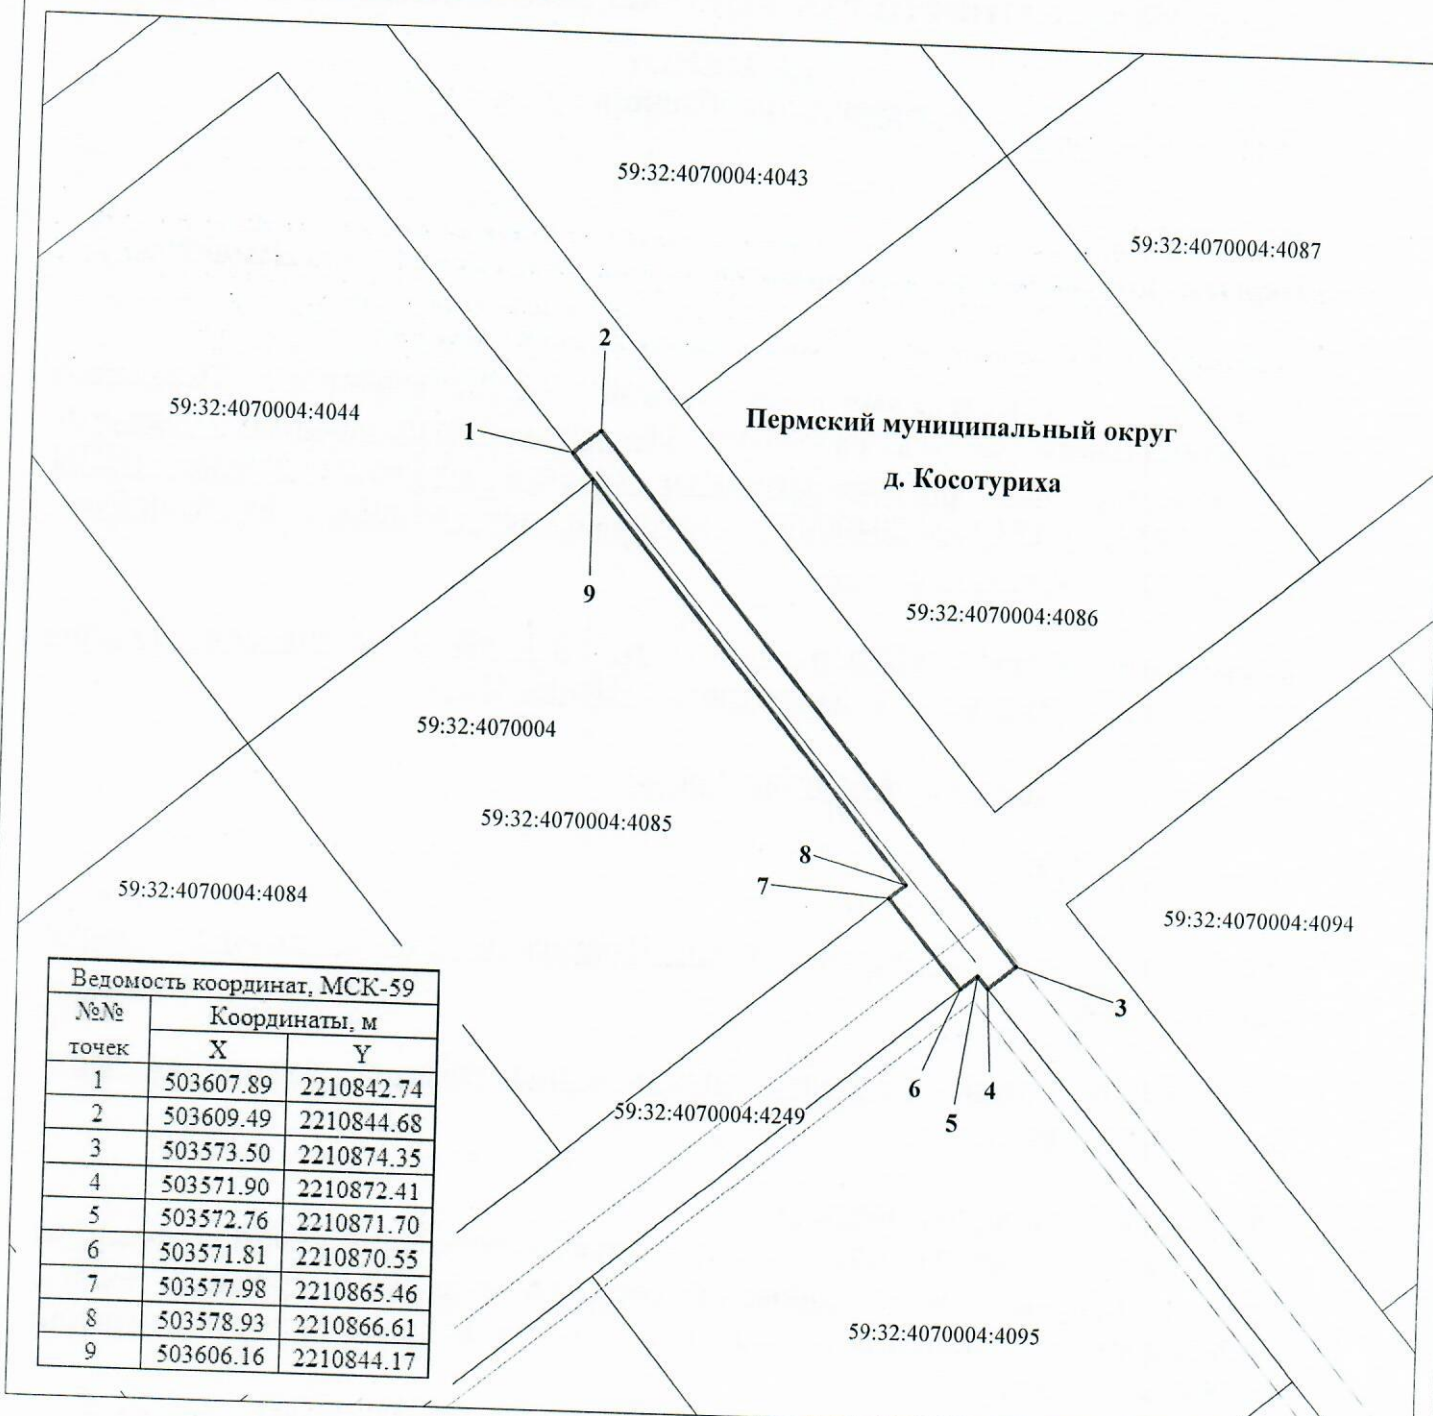 59:32:4070004:4043
59:32:4070004:4087
2
59:32:4070004:4044
1
Пермский муниципальный округ
д. Косотуриха
9
59:32:4070004:4086
59:32:4070004
59:32:4070004:4085
8
7
59:32:4070004:4084
59:32:4070004:4094
3
6
4
5
59:32:4070004:4249
59:32:4070004:4095
Ведомость координат, МСК-59
№№ точек Координаты, м
X Y
1 503607.89 2210842.74
2 503609.49 2210844.68
3 503573.50 2210874.35
4 503571.90 2210872.41
5 503572.76 2210871.70
6 503571.81 2210870.55
7 503577.98 2210865.46
8 503578.93 2210866.61
9 503606.16 2210844.17